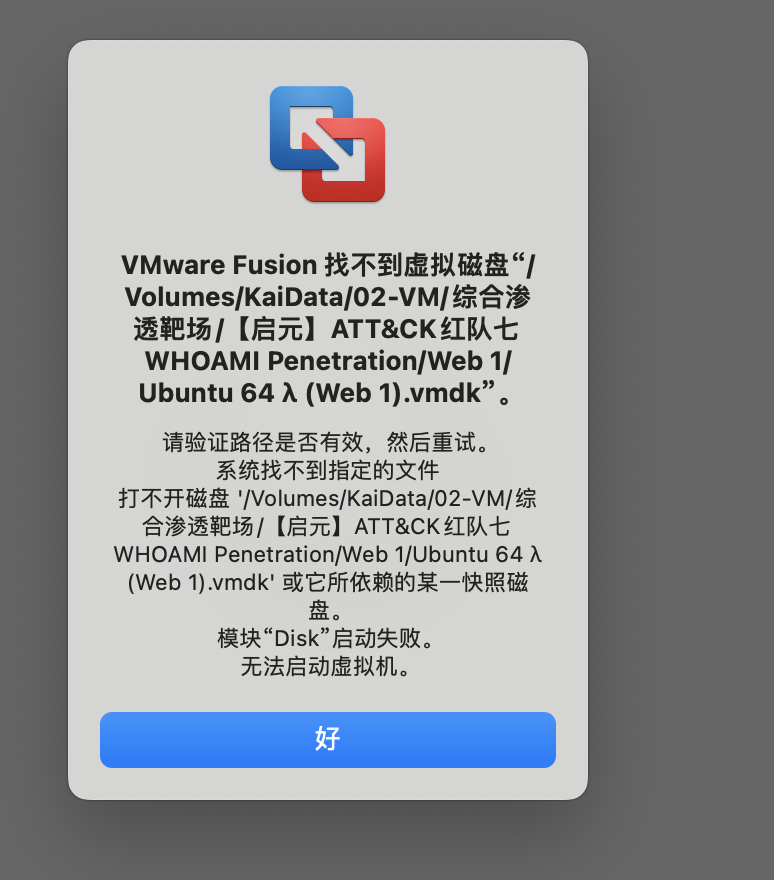 VMware Fusion 找不到虚拟磁盘“/
Volumes/KaiData/02-VM/综合渗
透靶场/【启元】ATT&CK红队七
WHOAMI Penetration/Web 1/
Ubuntu 64 λ (Web 1).vmdk”。
请验证路径是否有效，然后重试。
系统找不到指定的文件
打不开磁盘 '/Volumes/KaiData/02-VM/综
合渗透靶场/【启元】ATT&CK红队七
WHOAMI Penetration/Web 1/Ubuntu 64 λ
(Web 1).vmdk' 或它所依赖的某一快照磁
盘。
模块“Disk”启动失败。
无法启动虚拟机。
好